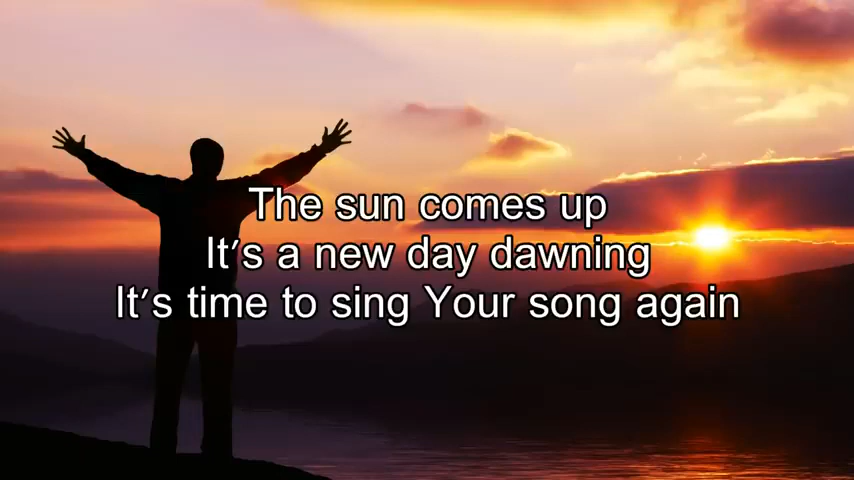 The sun comes up
It's a new day dawning
It's time to sing Your song again